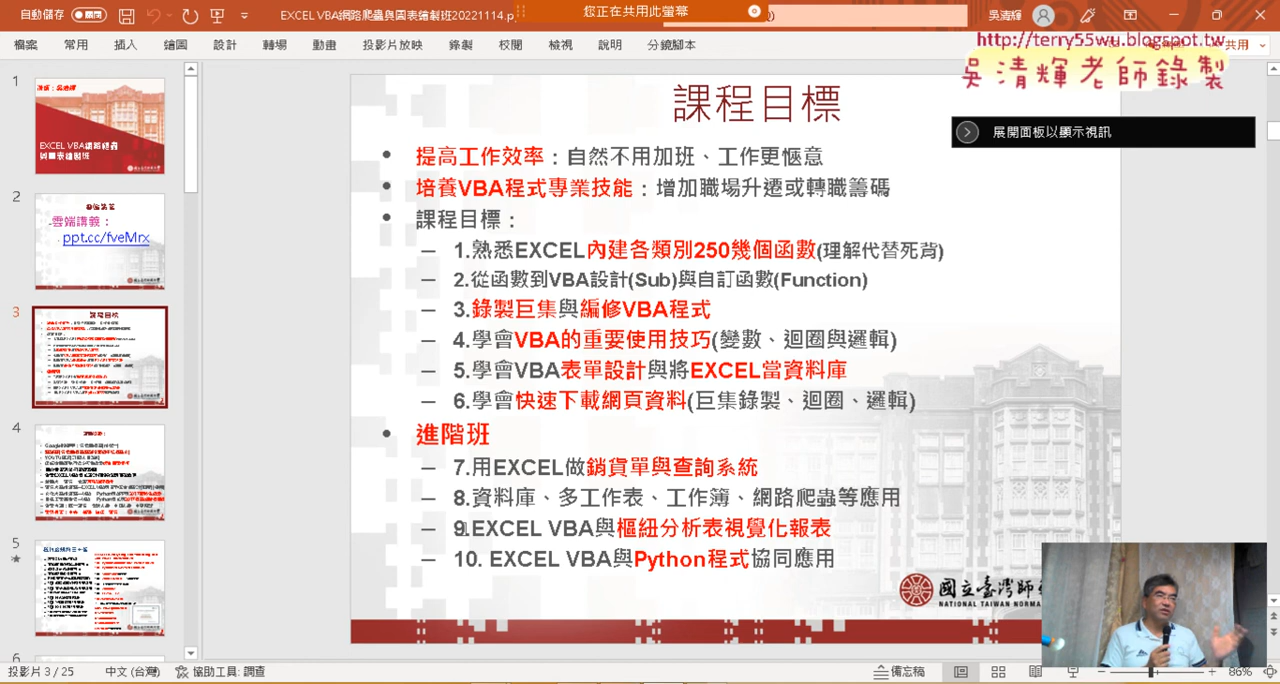 自動儲存
關閉
EXCEL VBA網路爬蟲與圖表繪製班20221114.p
您正在共用此螢幕
吳清輝
檔案 常用 插入 繪圖 設計 轉場 動畫 投影片放映 錄製 校閱 檢視 說明 分鏡腳本
共用
http://terry55wu.blogspot.tw
吳清輝老師錄製
展開面板以顯示視訊
1
EXCEL VBA網路爬蟲
與圖表繪製班
2
雲端講義：
ppt.cc/fveMrx
3
課程目標
4
5
6
課程目標
• 提高工作效率：自然不用加班、工作更愜意
• 培養VBA程式專業技能：增加職場升遷或轉職籌碼
• 課程目標：
– 1.熟悉EXCEL內建各類別250幾個函數(理解代替死背)
– 2.從函數到VBA設計(Sub)與自訂函數(Function)
– 3.錄製巨集與編修VBA程式
– 4.學會VBA的重要使用技巧(變數、迴圈與邏輯)
– 5.學會VBA表單設計與將EXCEL當資料庫
– 6.學會快速下載網頁資料(巨集錄製、迴圈、邏輯)
• 進階班
– 7.用EXCEL做銷貨單與查詢系統
– 8.資料庫、多工作表、工作簿、網路爬蟲等應用
– 9.EXCEL VBA與樞紐分析表視覺化報表
– 10. EXCEL VBA與Python程式協同應用
國立臺灣師
NATIONAL TAIWAN NORMA
投影片 3 / 25 中文 (台灣) 協助工具: 調查 備忘稿 86%